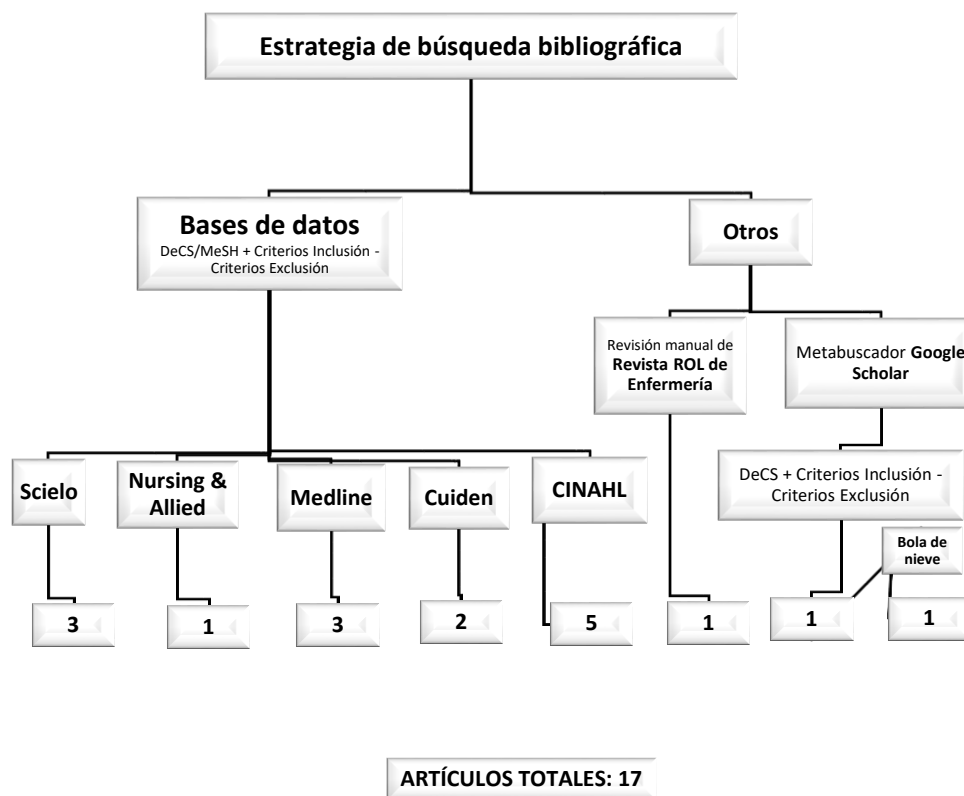 Estrategia de búsqueda bibliográfica
Bases de datos
DeCS/MeSH + Criterios Inclusión -
Criterios Exclusión
Otros
Revisión manual de
Revista ROL de
Enfermería
Metabuscador Google
Scholar
Scielo
Nursing &
Allied
Medline
Cuiden
CINAHL
DeCS + Criterios Inclusión -
Criterios Exclusión
Bola de
nieve
3
1
3
2
5
1
1
1
ARTÍCULOS TOTALES: 17